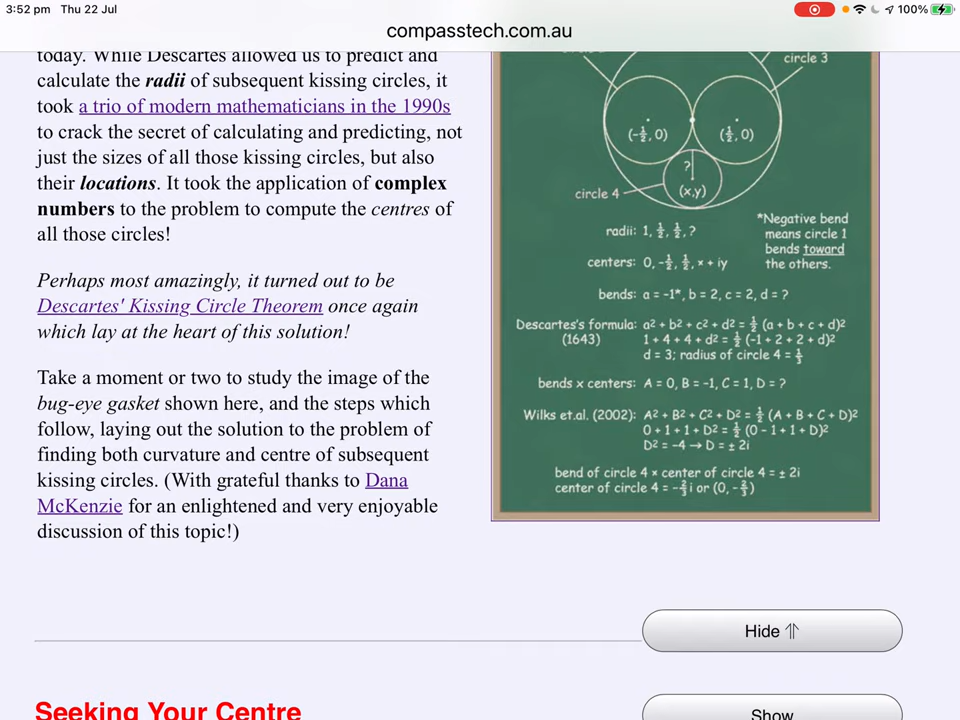 3:52 pm Thu 22 Jul
100%
compasstech.com.au
today. While Descartes allowed us to predict and
calculate the radii of subsequent kissing circles, it
took a trio of modern mathematicians in the 1990s
to crack the secret of calculating and predicting, not
just the sizes of all those kissing circles, but also
their locations. It took the application of complex
numbers to the problem to compute the centres of
all those circles!
Perhaps most amazingly, it turned out to be
Descartes' Kissing Circle Theorem once again
which lay at the heart of this solution!
Take a moment or two to study the image of the
bug-eye gasket shown here, and the steps which
follow, laying out the solution to the problem of
finding both curvature and centre of subsequent
kissing circles. (With grateful thanks to Dana
McKenzie for an enlightened and very enjoyable
discussion of this topic!)
circle 3
(-½, 0)
(½, 0)
?
circle 4
(x,y)
radii: 1, ½, ½, ?
centers: 0, -½, ½, x + iy
*Negative bend
means circle 1
bends toward
the others.
bends: a = -1*, b = 2, c = 2, d = ?
Descartes's formula: a2 + b2 + c2 + d2 = ½ (a + b + c + d)2
(1643) 1 + 4 + 4 + d2 = ½ (-1 + 2 + 2 + d)2
d = 3; radius of circle 4 = ⅓
bends x centers: A = 0, B = -1, C = 1, D = ?
Wilks et.al. (2002): A2 + B2 + C2 + D2 = ½ (A + B + C + D)2
0 + 1 + 1 + D2 = ½ (0 - 1 + 1 + D)2
D2 = -4 → D = ± 2i
bend of circle 4 x center of circle 4 = ± 2i
center of circle 4 = -⅔i or (0, -⅔)
Hide ⇑
Seeking Your Centre
Show